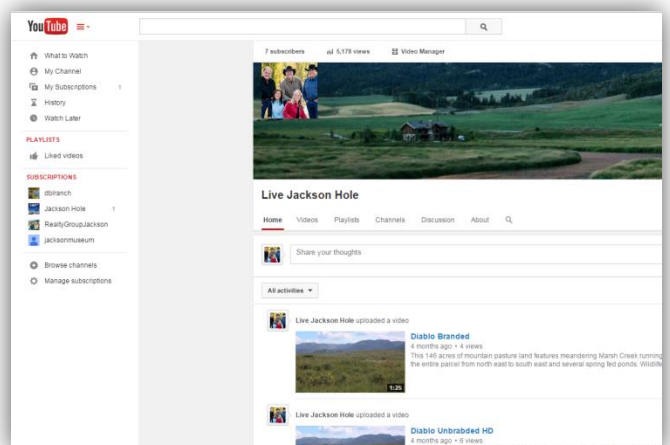 YouTube
What to Watch
My Channel
My Subscriptions 1
History
Watch Later
PLAYLISTS
Liked videos
SUBSCRIPTIONS
dblranch
Jackson Hole 1
RealtyGroupJackson
jacksonmuseum
Browse channels
Manage subscriptions
7 subscribers 5,178 views Video Manager
Live Jackson Hole
Home Videos Playlists Channels Discussion About
Share your thoughts
All activities
Live Jackson Hole uploaded a video
Diablo Branded
4 months ago • 4 views
This 146 acres of mountain pasture land features meandering Marsh Creek running
the entire parcel from north east to south east and several spring fed ponds. Wildlife
1:25
Live Jackson Hole uploaded a video
Diablo Unbrabded HD
4 months ago • 6 views